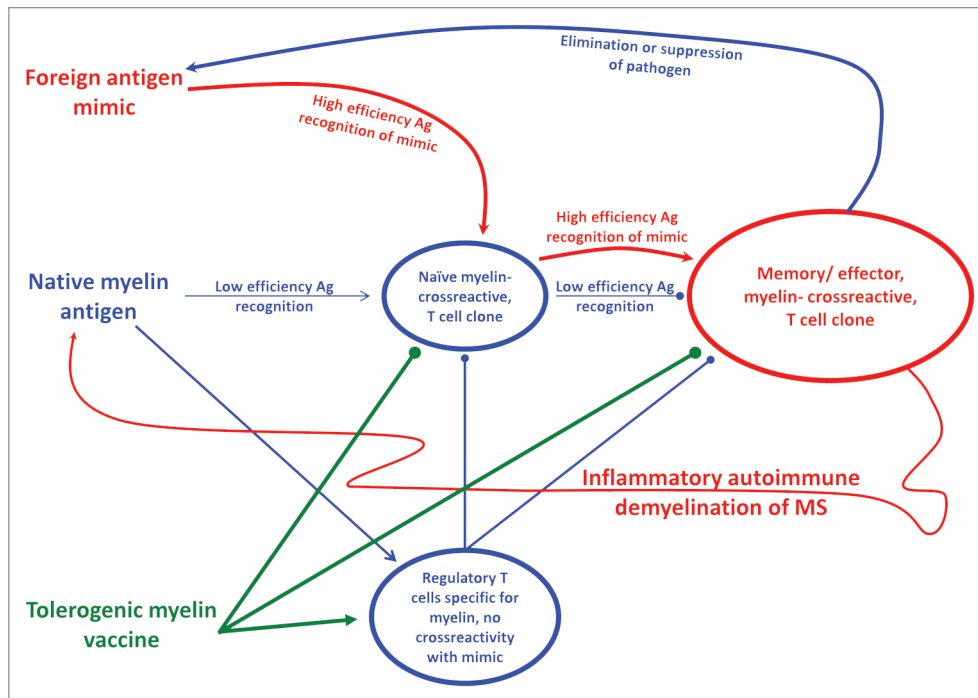 Elimination or suppression
of pathogen
Foreign antigen
mimic
High efficiency Ag
recognition of mimic
High efficiency Ag
recognition of mimic
Native myelin
antigen
Low efficiency Ag
recognition
Naïve myelin-
crossreactive,
T cell clone
Low efficiency Ag
recognition
Memory/ effector,
myelin- crossreactive,
T cell clone
Inflammatory autoimmune
demyelination of MS
Tolerogenic myelin
vaccine
Regulatory T
cells specific for
myelin, no
crossreactivity
with mimic